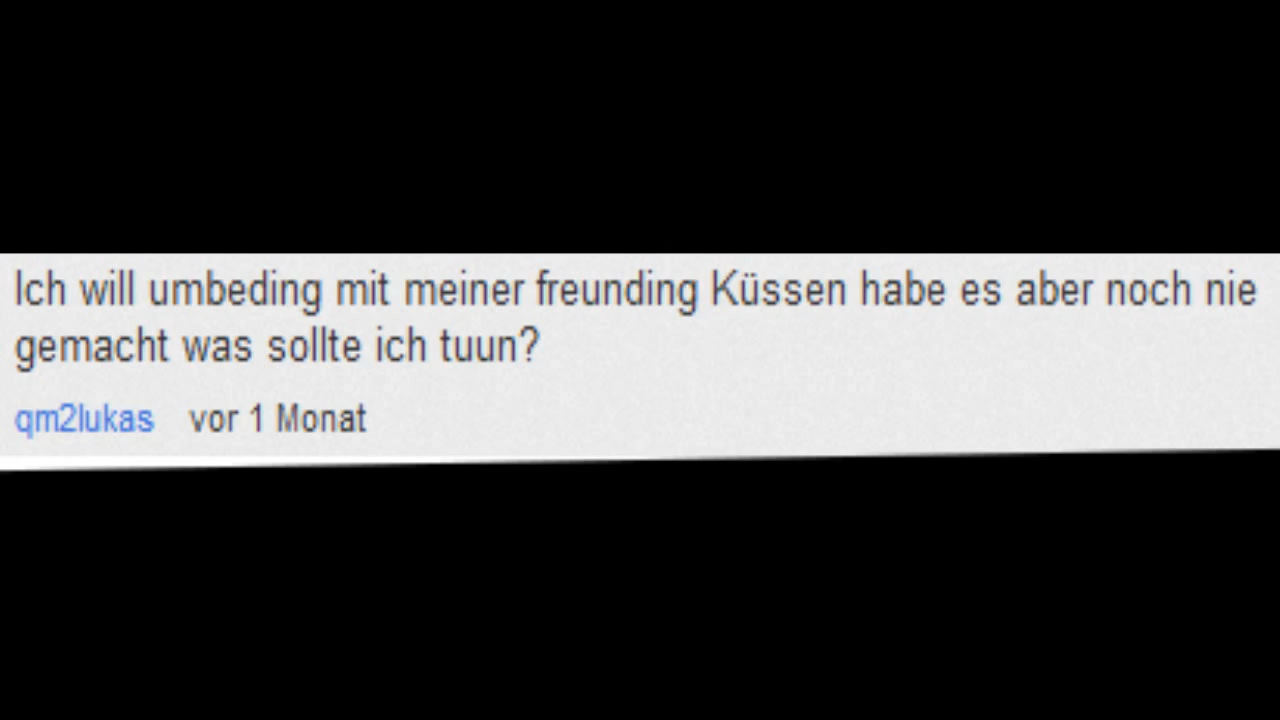 Ich will umbeding mit meiner freunding Küssen habe es aber noch nie
gemacht was sollte ich tuun?
qm2lukas vor 1 Monat